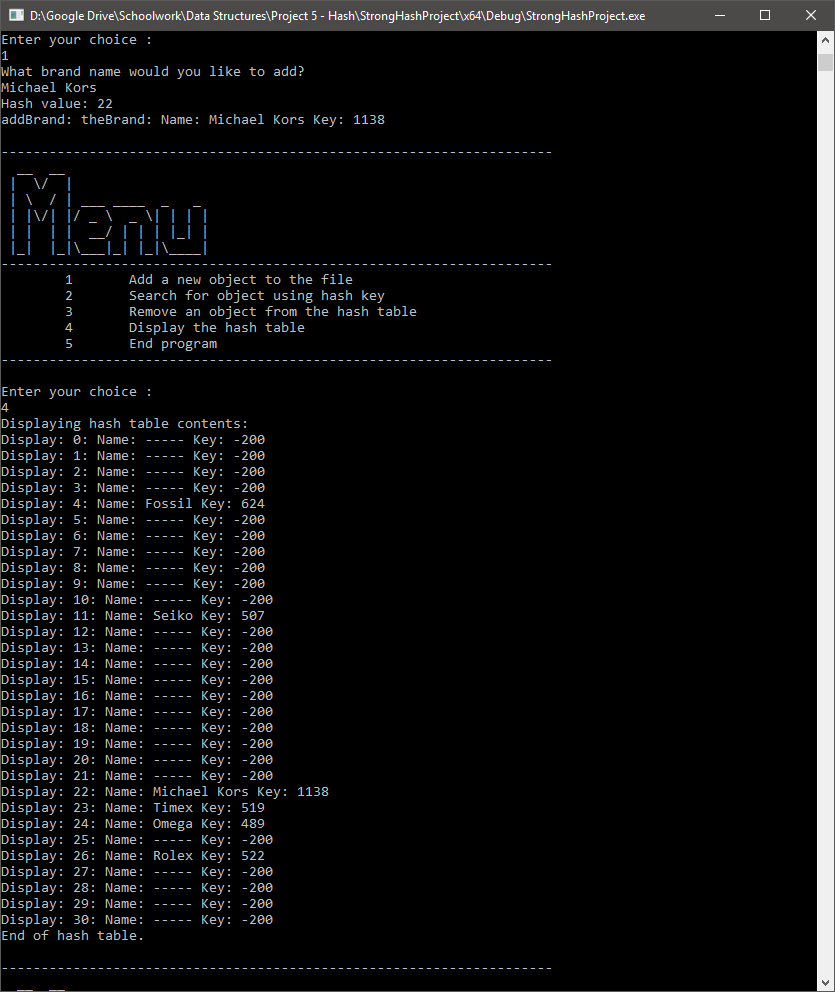 D:\Google Drive\Schoolwork\Data Structures\Project 5 - Hash\StrongHashProject\x64\Debug\StrongHashProject.exe
Enter your choice :
1
What brand name would you like to add?
Michael Kors
Hash value: 22
addBrand: theBrand: Name: Michael Kors Key: 1138
---------------------------------------------------------------------
Menu
---------------------------------------------------------------------
1 Add a new object to the file
2 Search for object using hash key
3 Remove an object from the hash table
4 Display the hash table
5 End program
---------------------------------------------------------------------
Enter your choice :
4
Displaying hash table contents:
Display: 0: Name: ----- Key: -200
Display: 1: Name: ----- Key: -200
Display: 2: Name: ----- Key: -200
Display: 3: Name: ----- Key: -200
Display: 4: Name: Fossil Key: 624
Display: 5: Name: ----- Key: -200
Display: 6: Name: ----- Key: -200
Display: 7: Name: ----- Key: -200
Display: 8: Name: ----- Key: -200
Display: 9: Name: ----- Key: -200
Display: 10: Name: ----- Key: -200
Display: 11: Name: Seiko Key: 507
Display: 12: Name: ----- Key: -200
Display: 13: Name: ----- Key: -200
Display: 14: Name: ----- Key: -200
Display: 15: Name: ----- Key: -200
Display: 16: Name: ----- Key: -200
Display: 17: Name: ----- Key: -200
Display: 18: Name: ----- Key: -200
Display: 19: Name: ----- Key: -200
Display: 20: Name: ----- Key: -200
Display: 21: Name: ----- Key: -200
Display: 22: Name: Michael Kors Key: 1138
Display: 23: Name: Timex Key: 519
Display: 24: Name: Omega Key: 489
Display: 25: Name: ----- Key: -200
Display: 26: Name: Rolex Key: 522
Display: 27: Name: ----- Key: -200
Display: 28: Name: ----- Key: -200
Display: 29: Name: ----- Key: -200
Display: 30: Name: ----- Key: -200
End of hash table.
---------------------------------------------------------------------